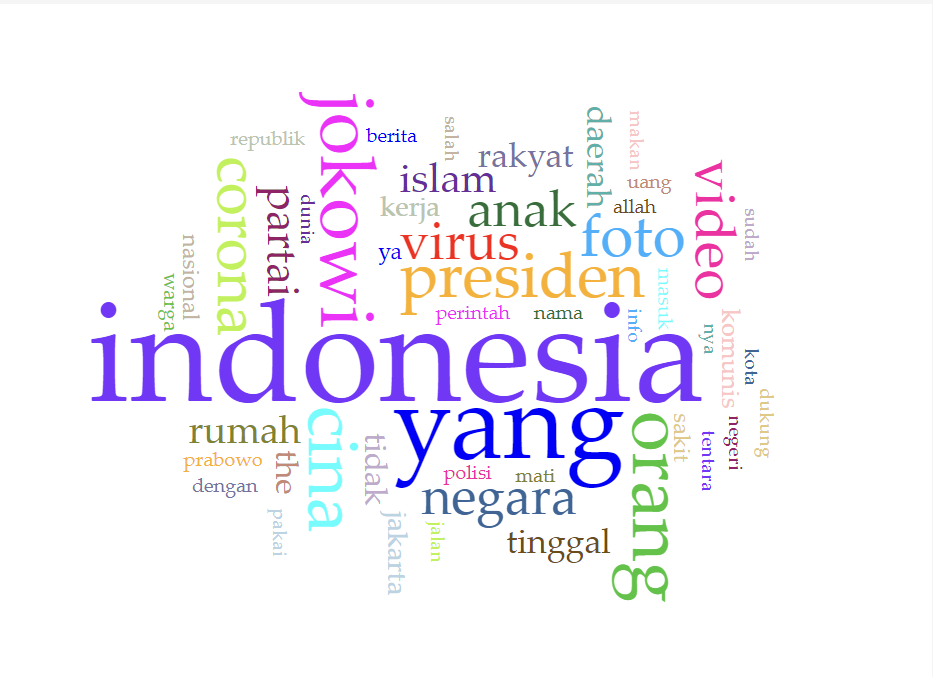 jokowi
berita
salah
daerah
makan
republik
rakyat
corona
islam
video
uang
partai
dunia
kerja
anak
allah
sudah
foto
virus
ya
nasional
presiden
masuk
warga
perintah
nama
info
komunis
nya
indonesia
kota
dukung
yang
rumah
cina
orang
sakit
negeri
tidak
tentara
prabowo
the
polisi
mati
dengan
negara
pakai
jakarta
jalan
tinggal